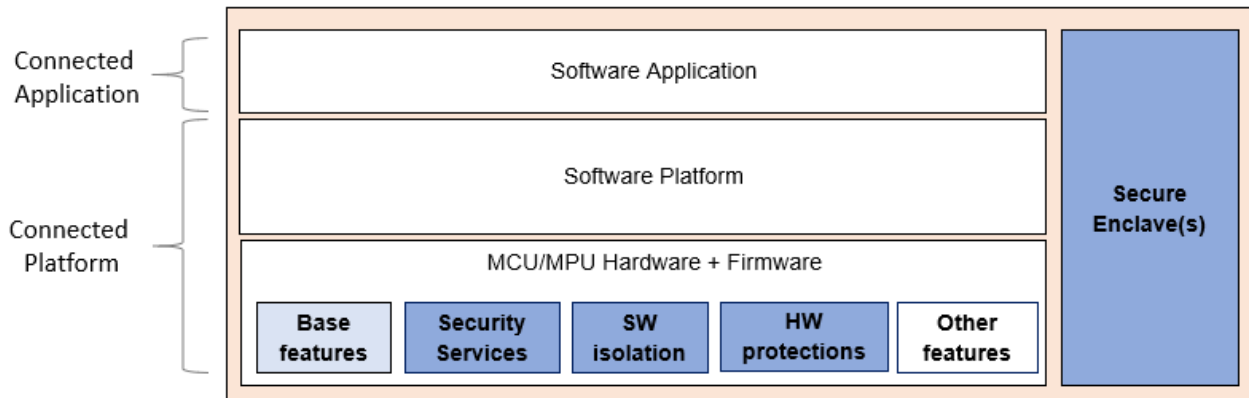 Connected
Application
Software Application
Connected
Platform
Software Platform
MCU/MPU Hardware + Firmware
Base
features
Security
Services
SW
isolation
HW
protections
Other
features
Secure
Enclave(s)